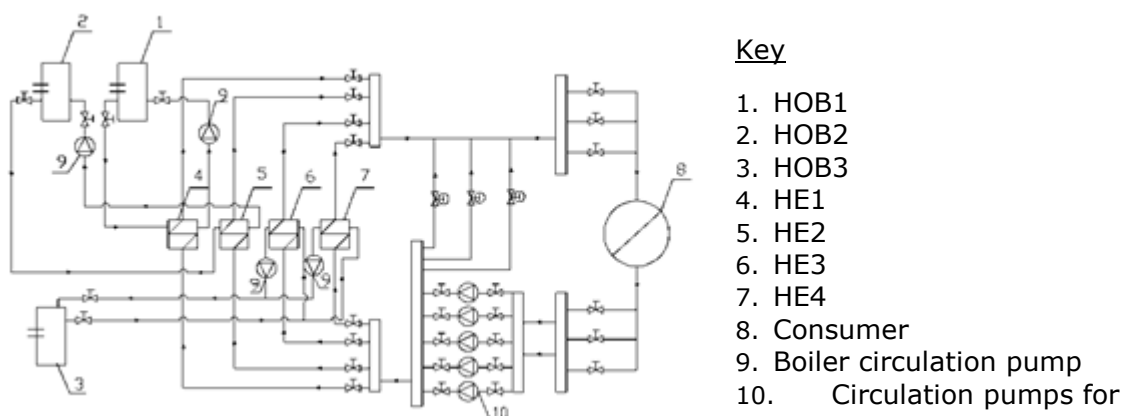 2
1
9
9
4
5
6
7
8
9
9
3
10
Key
1. HOB1
2. HOB2
3. HOB3
4. HE1
5. HE2
6. HE3
7. HE4
8. Consumer
9. Boiler circulation pump
10. Circulation pumps for